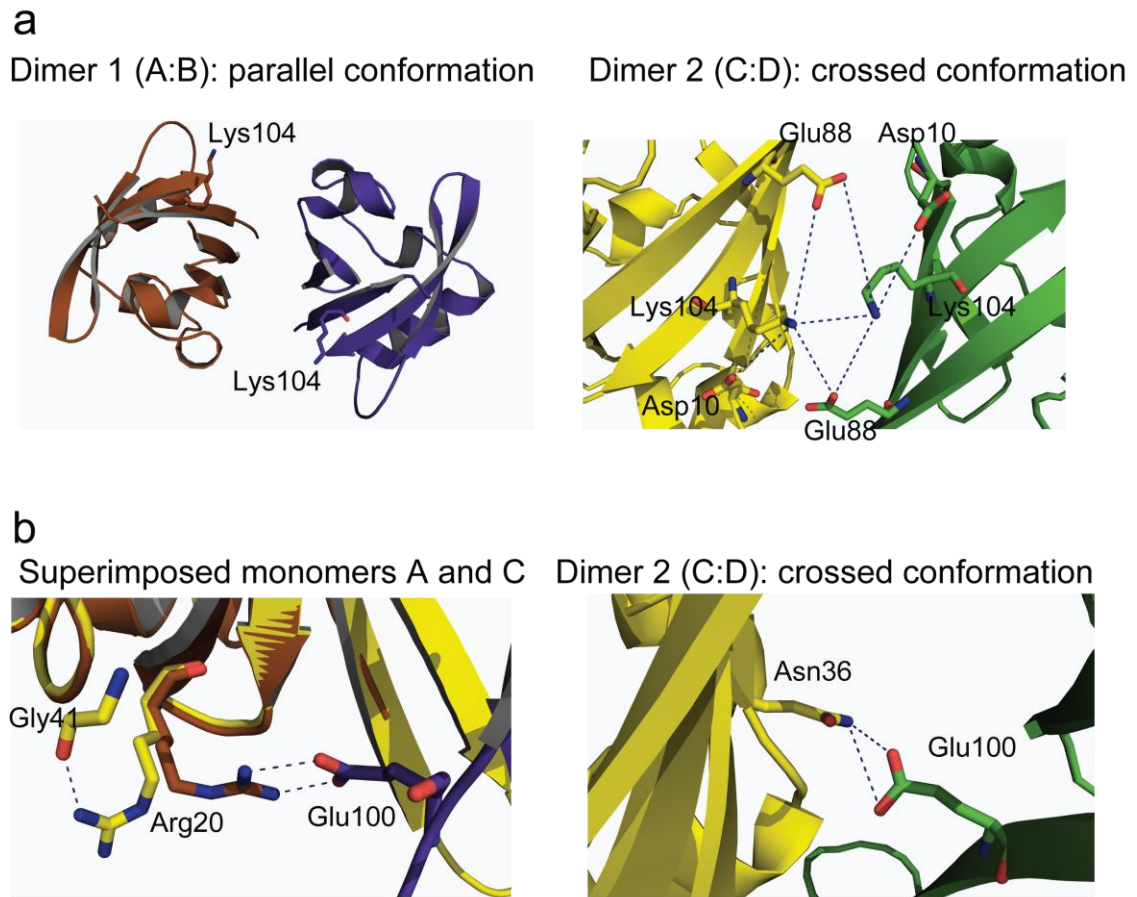 a
Dimer 1 (A:B): parallel conformation
Dimer 2 (C:D): crossed conformation
Lys104
Lys104
Glu88
Asp10
Lys104
Lys104
Asp10
Glu88
b
Superimposed monomers A and C
Dimer 2 (C:D): crossed conformation
Gly41
Arg20
Glu100
Asn36
Glu100